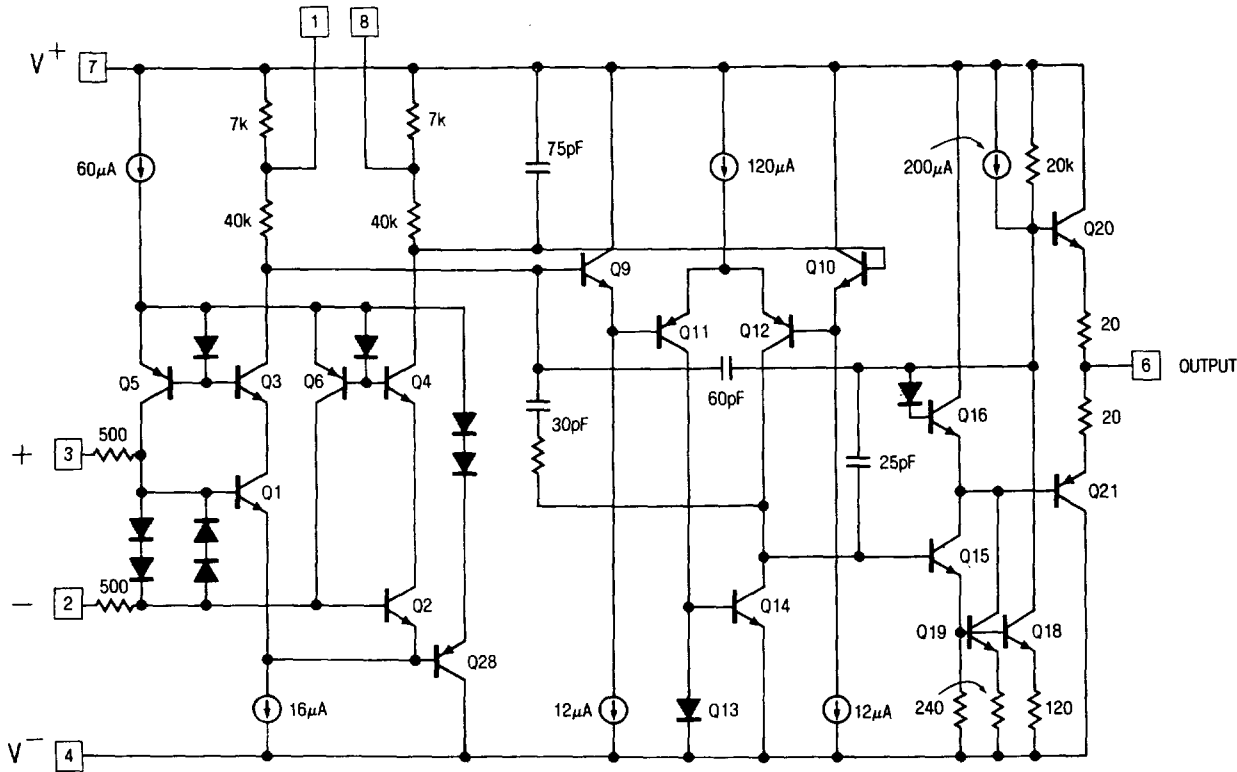 1
8
V+
7
7k
7k
60µA
75pF
120µA
200µA
20k
40k
40k
Q20
Q9
Q10
Q11
Q12
20
6
OUTPUT
Q5
Q3
Q6
Q4
60pF
Q16
20
30pF
25pF
+
3
500
Q1
Q21
Q15
500
-
2
Q2
Q14
Q19
Q18
Q28
16µA
12µA
Q13
12µA
240
120
V-
4